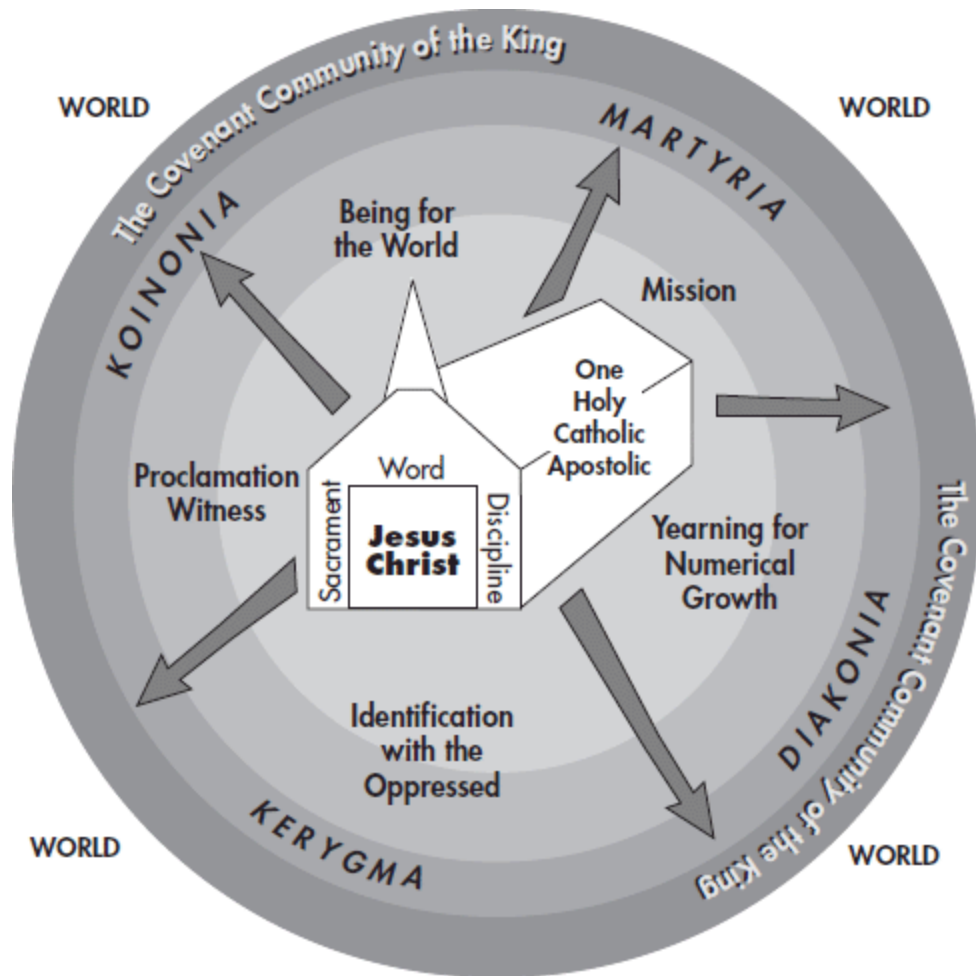 The Covenant Community of the King
WORLD
WORLD
MARTYRIA
KOINONIA
Being for
the World
Mission
One
Holy
Catholic
Apostolic
Proclamation
Witness
Word
Sacrament
Jesus
Christ
Discipline
Yearning for
Numerical
Growth
The Covenant Community of the King
DIAKONIA
Identification
with the
Oppressed
KERYGMA
WORLD
WORLD